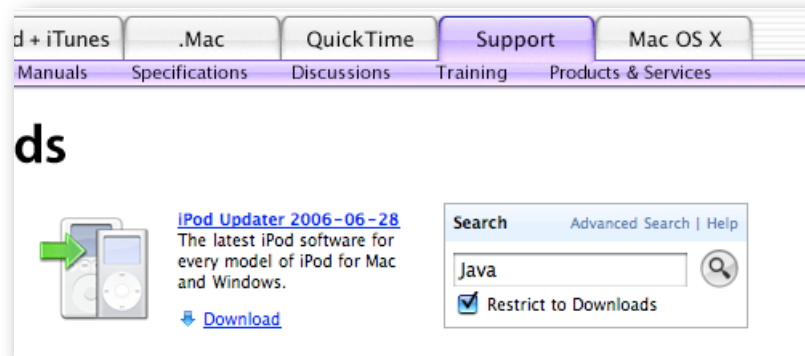 d + iTunes .Mac QuickTime Support Mac OS X
Manuals Specifications Discussions Training Products & Services
ds
iPod Updater 2006-06-28
The latest iPod software for
every model of iPod for Mac
and Windows.
Download
Search Advanced Search | Help
Java
Restrict to Downloads